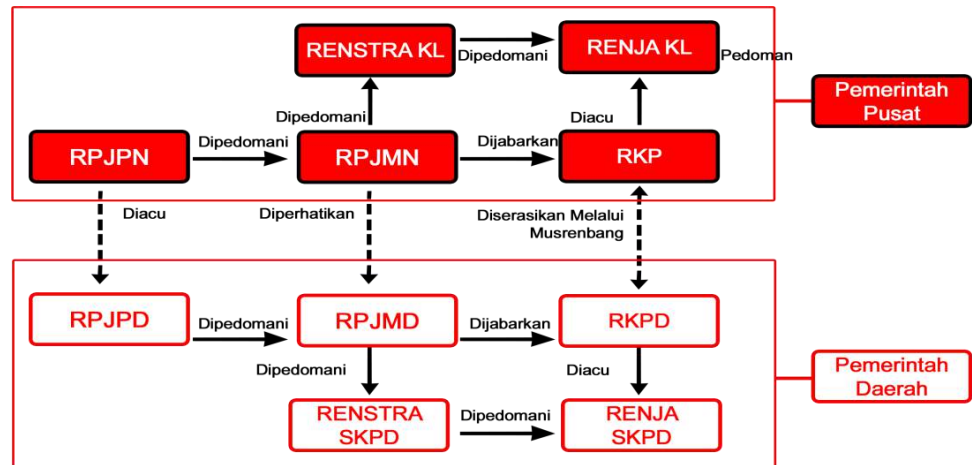 RENSTRA KL
Dipedomani
RENJA KL
Pedoman
Pemerintah
Pusat
Dipedomani
Diacu
RPJPN
Dipedomani
RPJMN
Dijabarkan
RKP
Diacu
Diperhatikan
Diserasikan Melalui
Musrenbang
RPJPD
Dipedomani
RPJMD
Dijabarkan
RKPD
Dipedomani
Diacu
Pemerintah
Daerah
RENSTRA
SKPD
Dipedomani
RENJA
SKPD